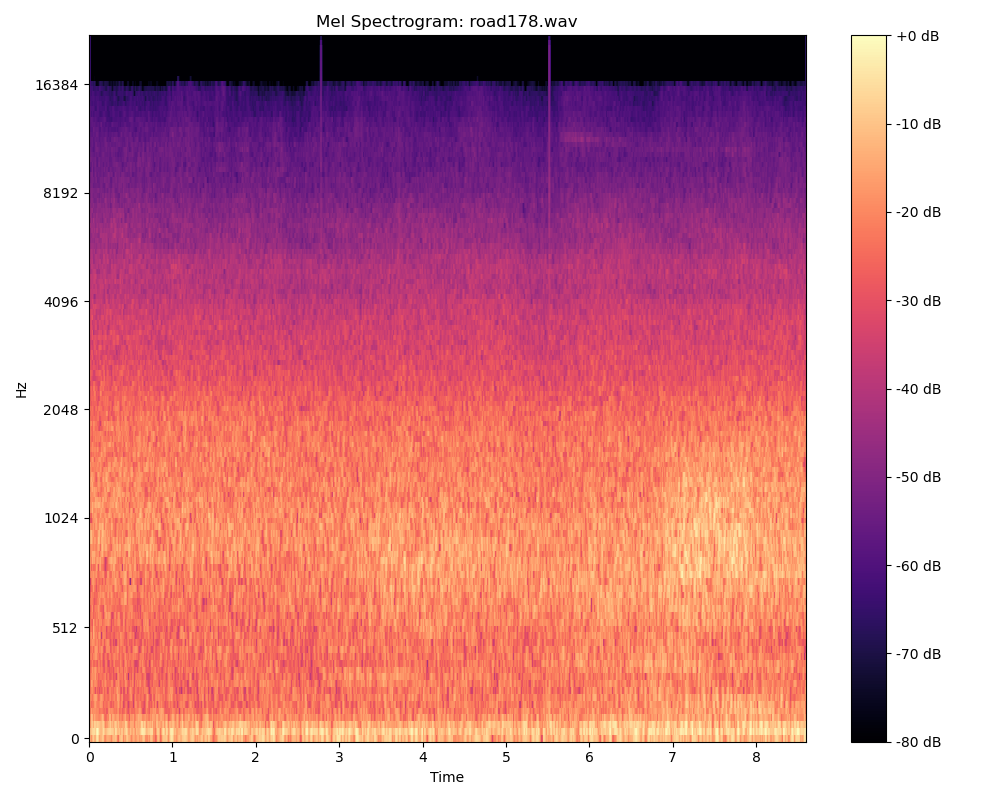 Mel Spectrogram: road178.wav
16384
8192
4096
2048
1024
512
0
Hz
0 1 2 3 4 5 6 7 8
Time
+0 dB
-10 dB
-20 dB
-30 dB
-40 dB
-50 dB
-60 dB
-70 dB
-80 dB